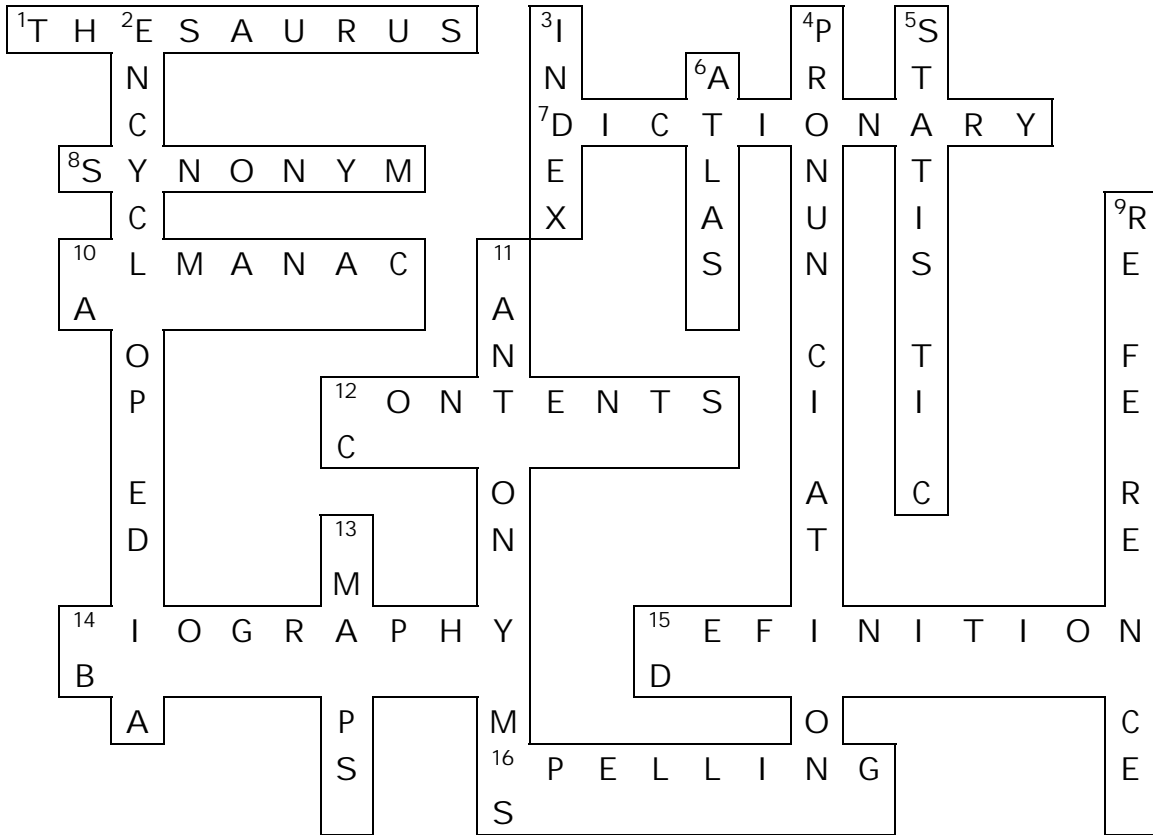 1T H 2E S A U R U S 3I 4P 5S
N N 6A R T
C 7D I C T I O N A R Y
8S Y N O N Y M E L N T
C X A U I 9R
10 L M A N A C 11 S N S E
A A
O N C T F
P 12 O N T E N T S I I E
C
E O A C R
D 13 N T E
M
14 I O G R A P H Y 15 E F I N I T I O N
B D
A P M O C
S 16 P E L L I N G E
S